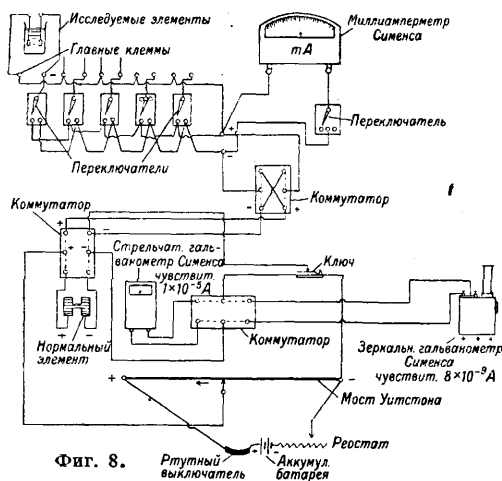 Исследуемые элементы
Главные клеммы
Миллиамперметр
Сименса
mA
Переключатель
Переключатели
Коммутатор
Коммутатор
Стрельчат. галь-
ванометр Сименса
чувствит.
1×10⁻⁵A
Ключ
Нормальный
элемент
Коммутатор
Зеркальн. гальванометр
Сименса
чувствит. 8×10⁻⁹A
Мост Уитстона
Реостат
Ртутный
выключатель
Аккумул.
батарея
Фиг. 8.